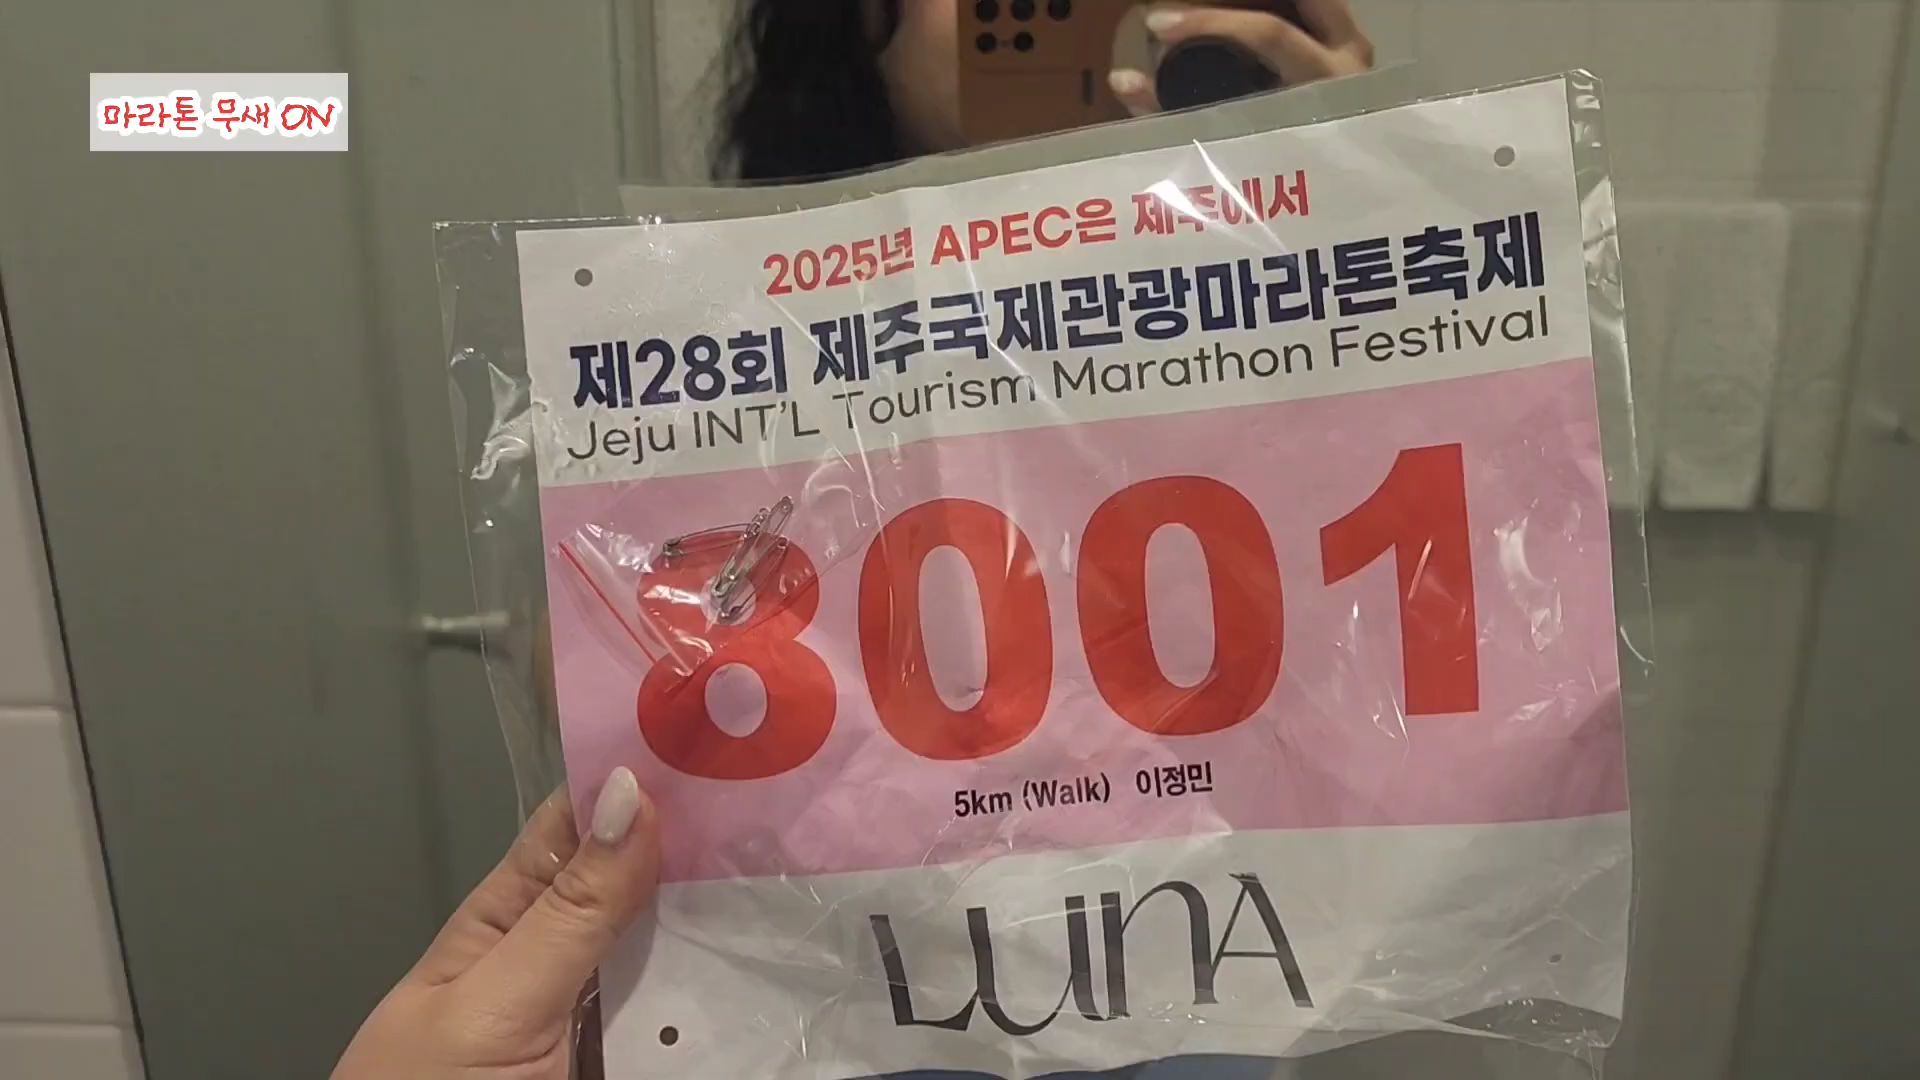 마라톤 무새 ON
2025년 APEC은 제주에서
제28회 제주국제관광마라톤축제
Jeju INT'L Tourism Marathon Festival
8001
5km (Walk) 이정민
LUNA